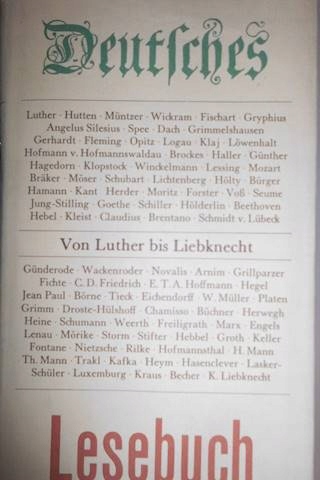 Deutſches
Luther · Hutten · Müntzer · Wickram · Fischart · Gryphius
Angelus Silesius · Spee · Dach · Grimmelshausen
Gerhardt · Fleming · Opitz · Logau · Klaj · Löwenhalt
Hofmann v. Hofmannswaldau · Brockes · Haller · Günther
Hagedorn · Klopstock · Winkelmann · Lessing · Mozart
Bräker · Möser · Schubart · Lichtenberg · Hölty · Bürger
Hamann · Kant · Herder · Moritz · Forster · Voß · Seume
Jung-Stilling · Goethe · Schiller · Hölderlin · Beethoven
Hebel · Kleist · Claudius · Brentano · Schmidt v. Lübeck
Von Luther bis Liebknecht
Günderode · Wackenroder · Novalis · Arnim · Grillparzer
Fichte · C. D. Friedrich · E. T. A. Hoffmann · Hegel
Jean Paul · Börne · Tieck · Eichendorff · W. Müller · Platen
Grimm · Droste-Hülshoff · Chamisso · Büchner · Herwegh
Heine · Schumann · Weerth · Freiligrath · Marx · Engels
Lenau · Mörike · Storm · Stifter · Hebbel · Groth · Keller
Fontane · Nietzsche · Rilke · Hofmannsthal · H. Mann
Th. Mann · Trakl · Kafka · Heym · Hasenclever · Lasker-
Schüler · Luxemburg · Kraus · Becher · K. Liebknecht
Lesebuch